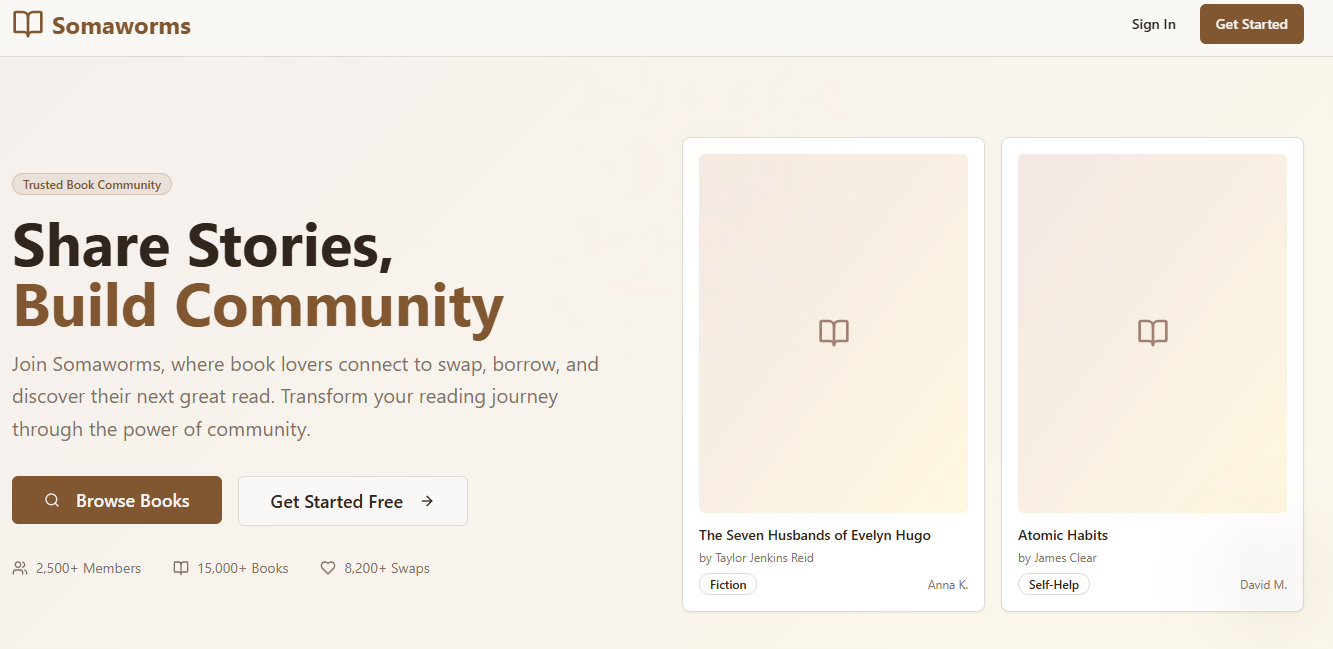 Somaworms
Sign In
Get Started
Trusted Book Community
Share Stories,
Build Community
Join Somaworms, where book lovers connect to swap, borrow, and
discover their next great read. Transform your reading journey
through the power of community.
Browse Books
Get Started Free
2,500+ Members
15,000+ Books
8,200+ Swaps
The Seven Husbands of Evelyn Hugo
by Taylor Jenkins Reid
Fiction
Anna K.
Atomic Habits
by James Clear
Self-Help
David M.